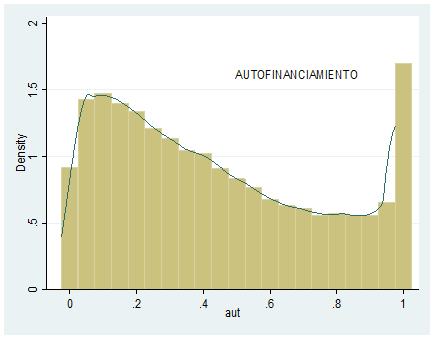 2
1.5
1
.5
0
Density
AUTOFINANCIAMIENTO
0 .2 .4 .6 .8 1
aut